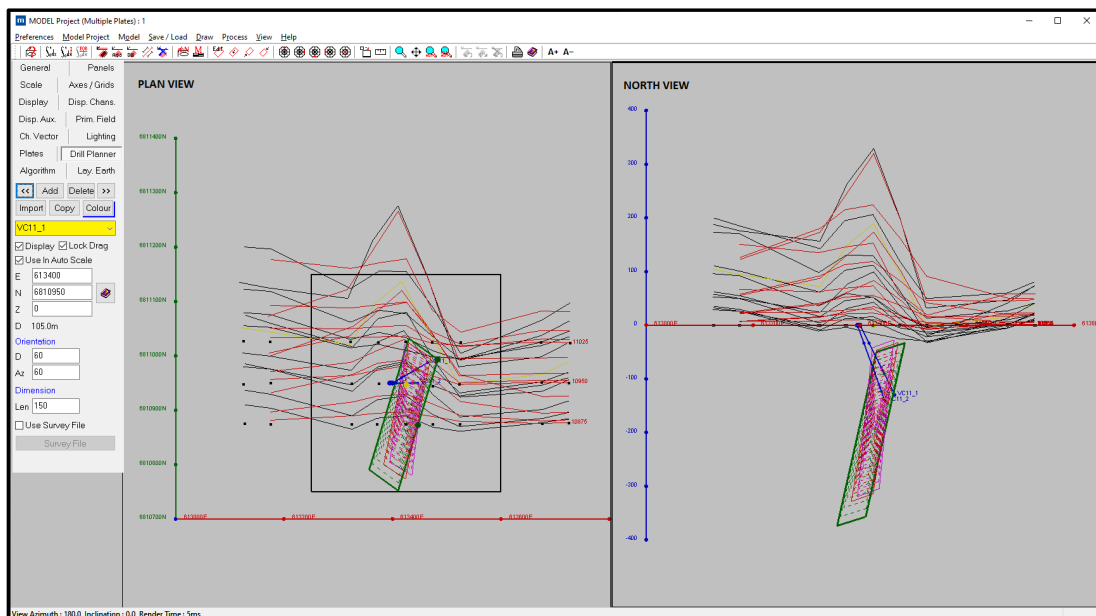 MODEL Project (Multiple Plates) : 1
Preferences Model Project Model Save / Load Draw Process View Help
Edit A+ A–
General Panels
Scale Axes / Grids
Display Disp. Chans.
Disp. Aux. Prim. Field
Ch. Vector Lighting
Plates Drill Planner
Algorithm Lay. Earth
<< Add Delete >>
Import Copy Colour
VC11_1
Display Lock Drag
Use In Auto Scale
E 613400
N 6810950
Z 0
D 105.0m
Orientation
D 60
Az 60
Dimension
Len 150
Use Survey File
Survey File
PLAN VIEW
6811400N
6811300N
6811200N
6811100N
6811000N
6810900N
6810800N
6810700N
11025
10950
10875
613400E
NORTH VIEW
400
300
200
100
0
-100
-200
-300
-400
VC11_1
View Azimuth : 180.0 Inclination : 0.0 Render Time : 5ms